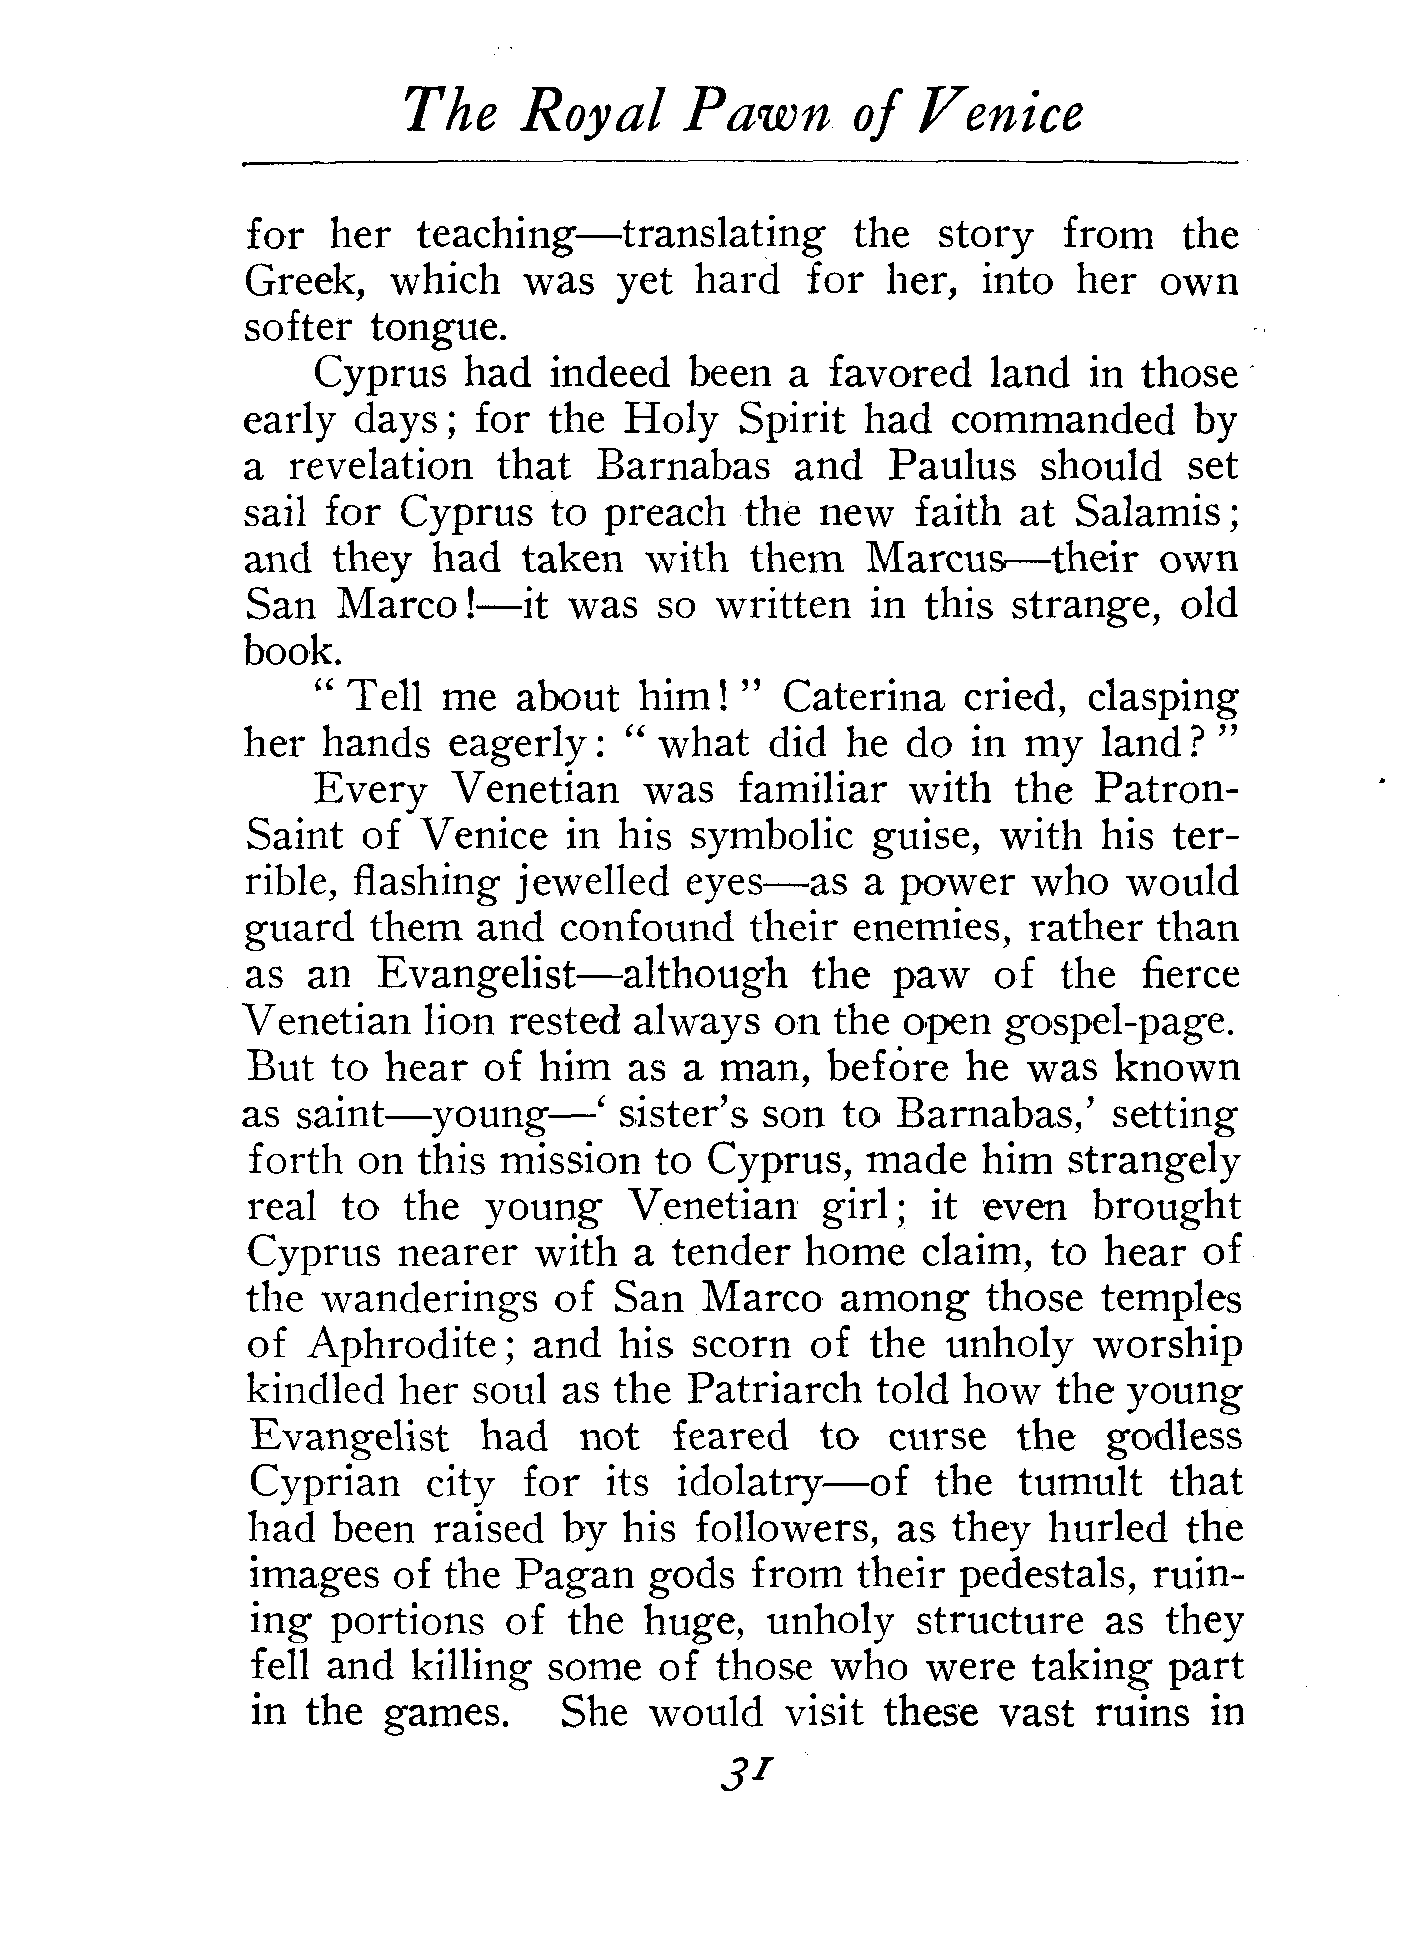 The Royal Pawn of Venice
for her teaching—translating the story from the
Greek, which was yet hard for her, into her own
softer tongue.
Cyprus had indeed been a favored land in those
early days; for the Holy Spirit had commanded by
a revelation that Barnabas and Paulus should set
sail for Cyprus to preach the new faith at Salamis;
and they had taken with them Marcus—their own
San Marco!—it was so written in this strange, old
book.
“Tell me about him!” Caterina cried, clasping
her hands eagerly: “what did he do in my land?”
Every Venetian was familiar with the Patron-
Saint of Venice in his symbolic guise, with his ter-
rible, flashing jewelled eyes—as a power who would
guard them and confound their enemies, rather than
as an Evangelist—although the paw of the fierce
Venetian lion rested always on the open gospel-page.
But to hear of him as a man, before he was known
as saint—young—‘sister’s son to Barnabas,’ setting
forth on this mission to Cyprus, made him strangely
real to the young Venetian girl; it even brought
Cyprus nearer with a tender home claim, to hear of
the wanderings of San Marco among those temples
of Aphrodite; and his scorn of the unholy worship
kindled her soul as the Patriarch told how the young
Evangelist had not feared to curse the godless
Cyprian city for its idolatry—of the tumult that
had been raised by his followers, as they hurled the
images of the Pagan gods from their pedestals, ruin-
ing portions of the huge, unholy structure as they
fell and killing some of those who were taking part
in the games. She would visit these vast ruins in
31